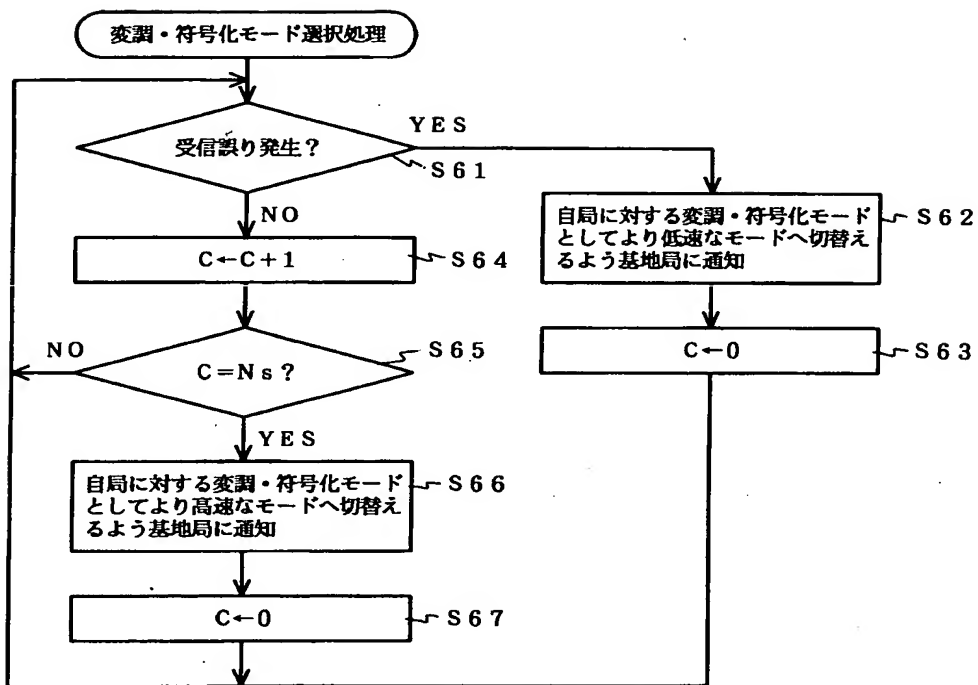 変調・符号化モード選択処理
受信誤り発生？
YES
S61
NO
自局に対する変調・符号化モード
としてより低速なモードへ切替え
るよう基地局に通知
S62
C←C+1
S64
C←0
S63
C=Ns？
S65
NO
YES
自局に対する変調・符号化モード
としてより高速なモードへ切替え
るよう基地局に通知
S66
C←0
S67